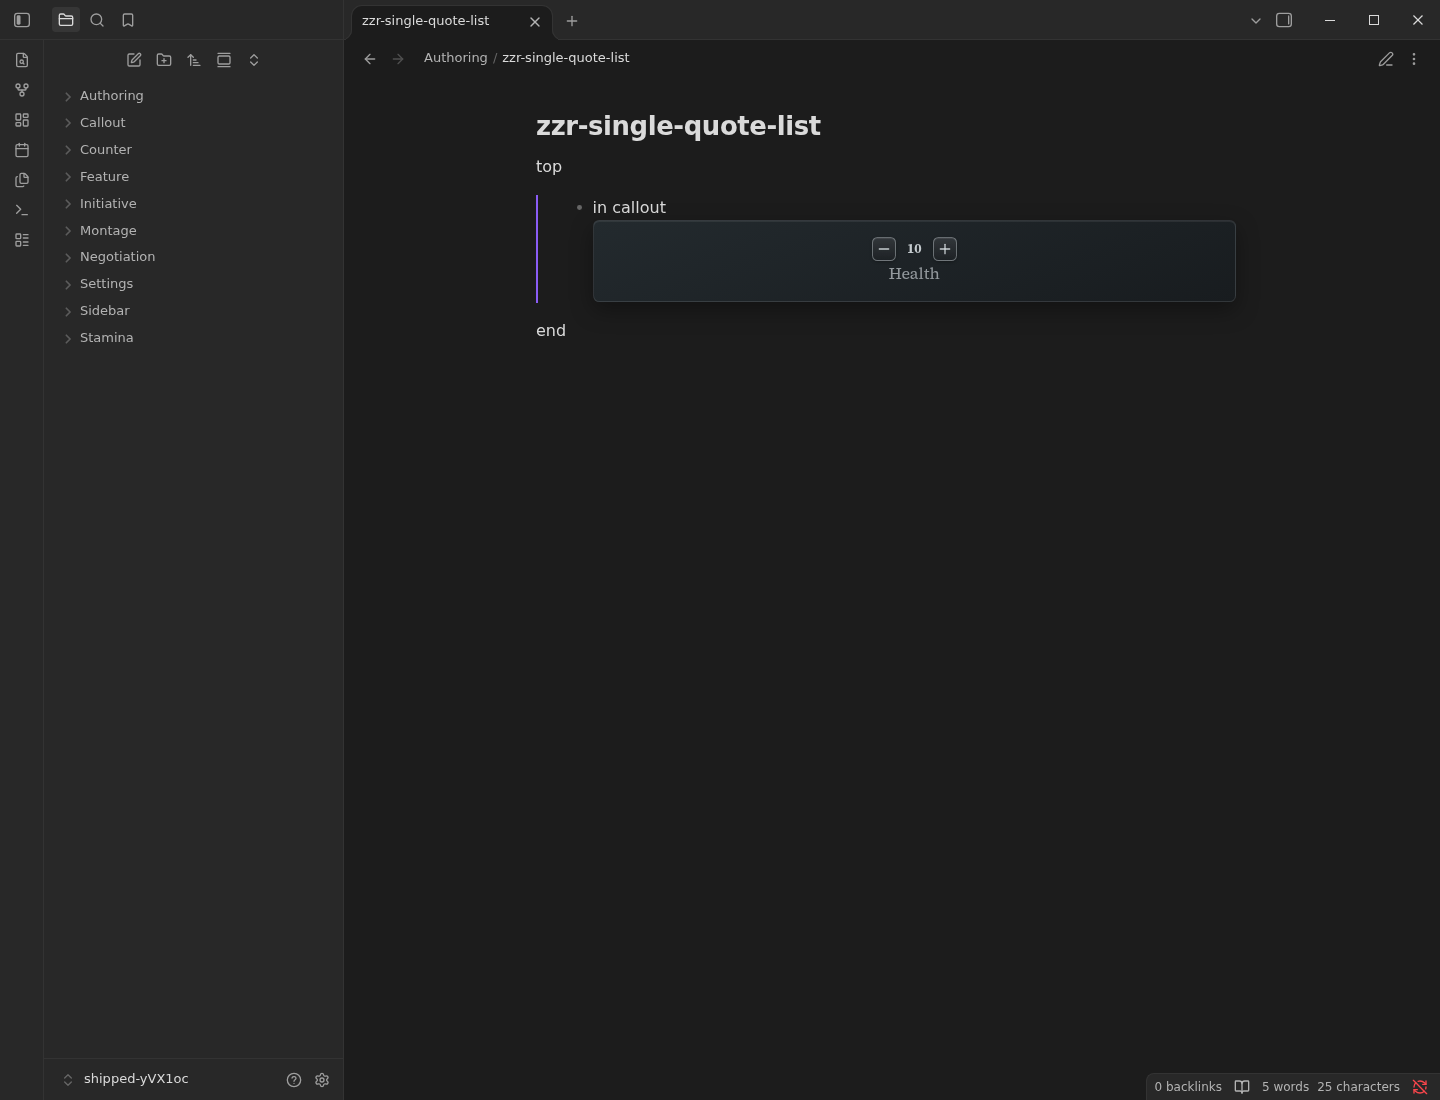 zzr-single-quote-list
Authoring / zzr-single-quote-list
Authoring
Callout
Counter
Feature
Initiative
Montage
Negotiation
Settings
Sidebar
Stamina
zzr-single-quote-list
top
in callout
10
Health
end
shipped-yVX1oc
0 backlinks 5 words 25 characters